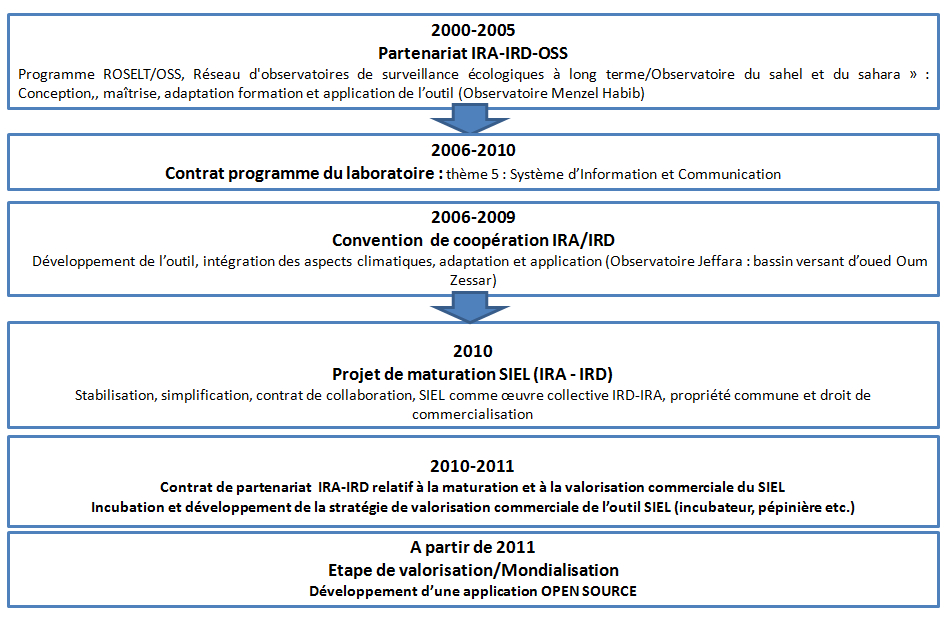 2000-2005
Partenariat IRA-IRD-OSS
Programme ROSELT/OSS, Réseau d'observatoires de surveillance écologiques à long terme/Observatoire du sahel et du sahara » :
Conception,, maîtrise, adaptation formation et application de l'outil (Observatoire Menzel Habib)
2006-2010
Contrat programme du laboratoire : thème 5 : Système d'Information et Communication
2006-2009
Convention de coopération IRA/IRD
Développement de l'outil, intégration des aspects climatiques, adaptation et application (Observatoire Jeffara : bassin versant d'oued Oum
Zessar)
2010
Projet de maturation SIEL (IRA - IRD)
Stabilisation, simplification, contrat de collaboration, SIEL comme œuvre collective IRD-IRA, propriété commune et droit de
commercialisation
2010-2011
Contrat de partenariat IRA-IRD relatif à la maturation et à la valorisation commerciale du SIEL
Incubation et développement de la stratégie de valorisation commerciale de l'outil SIEL (incubateur, pépinière etc.)
A partir de 2011
Etape de valorisation/Mondialisation
Développement d'une application OPEN SOURCE